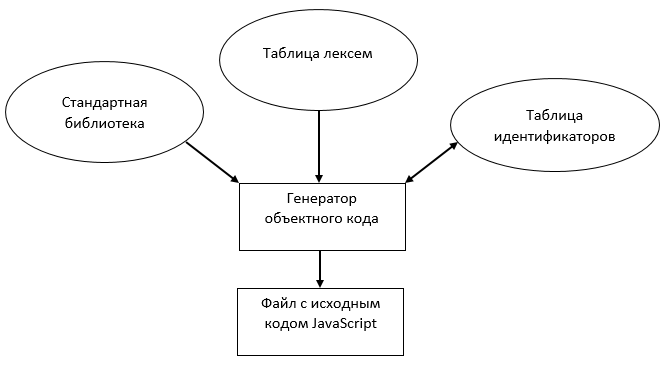 Таблица лексем
Стандартная
библиотека
Таблица
идентификаторов
Генератор
объектного кода
Файл с исходным
кодом JavaScript